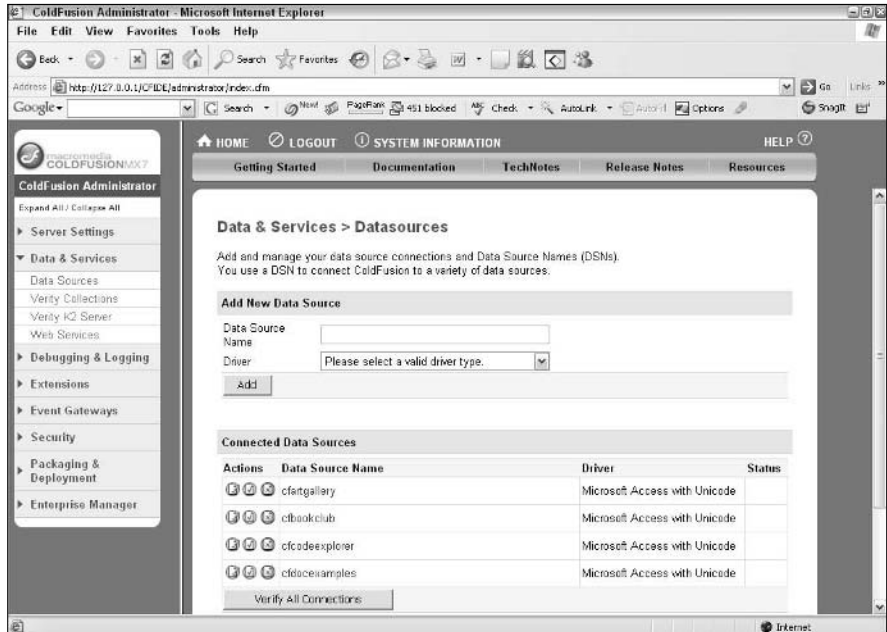 ColdFusion Administrator - Microsoft Internet Explorer
File Edit View Favorites Tools Help
Back Search Favorites
Address http://127.0.0.1/CFIDE/administrator/index.cfm Go Links »
Google Search New! PageRank 451 blocked ABC Check AutoLink AutoFill Options SnagIt
macromedia
COLDFUSION MX7
ColdFusion Administrator
Expand All / Collapse All
Server Settings
Data & Services
Data Sources
Verity Collections
Verity K2 Server
Web Services
Debugging & Logging
Extensions
Event Gateways
Security
Packaging &
Deployment
Enterprise Manager
HOME LOGOUT SYSTEM INFORMATION HELP ?
Getting Started Documentation TechNotes Release Notes Resources
Data & Services > Datasources
Add and manage your data source connections and Data Source Names (DSNs).
You use a DSN to connect ColdFusion to a variety of data sources.
Add New Data Source
Data Source
Name
Driver Please select a valid driver type.
Add
Connected Data Sources
Actions Data Source Name Driver Status
cfartgallery Microsoft Access with Unicode
cfbookclub Microsoft Access with Unicode
cfcodeexplorer Microsoft Access with Unicode
cfdocexamples Microsoft Access with Unicode
Verify All Connections
Internet